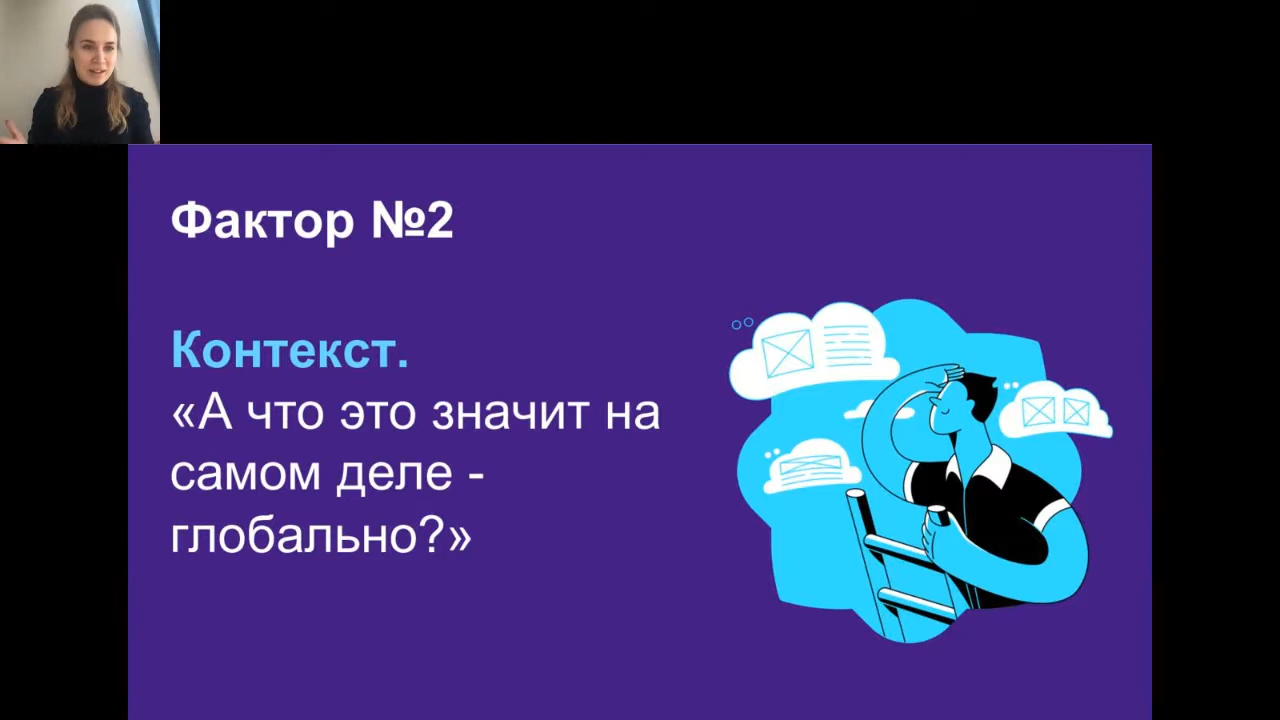 Фактор №2
Контекст.
«А что это значит на
самом деле -
глобально?»